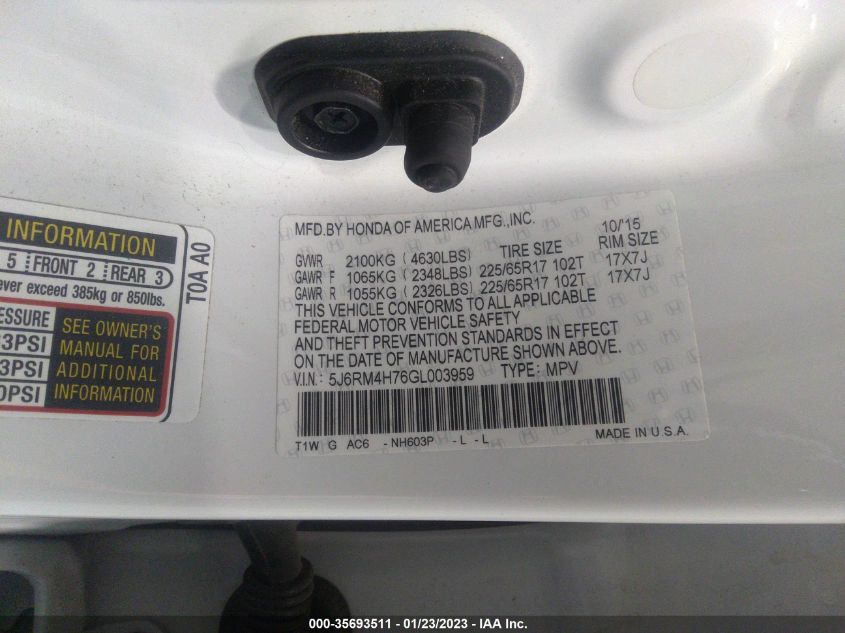 INFORMATION
5 FRONT 2 REAR 3
ever exceed 385kg or 850lbs.
ESSURE
3PSI
3PSI
0PSI
SEE OWNER'S
MANUAL FOR
ADDITIONAL
INFORMATION
T0A A0
MFD.BY HONDA OF AMERICA MFG.,INC. 10/15
GVWR 2100KG (4630LBS) TIRE SIZE RIM SIZE
GAWR F 1065KG (2348LBS) 225/65R17 102T 17X7J
GAWR R 1055KG (2326LBS) 225/65R17 102T 17X7J
THIS VEHICLE CONFORMS TO ALL APPLICABLE
FEDERAL MOTOR VEHICLE SAFETY
AND THEFT PREVENTION STANDARDS IN EFFECT
ON THE DATE OF MANUFACTURE SHOWN ABOVE.
V.I.N: 5J6RM4H76GL003959 TYPE: MPV
T1W G AC6 - NH603P - L - L MADE IN U.S.A.
000-35693511 - 01/23/2023 - IAA Inc.